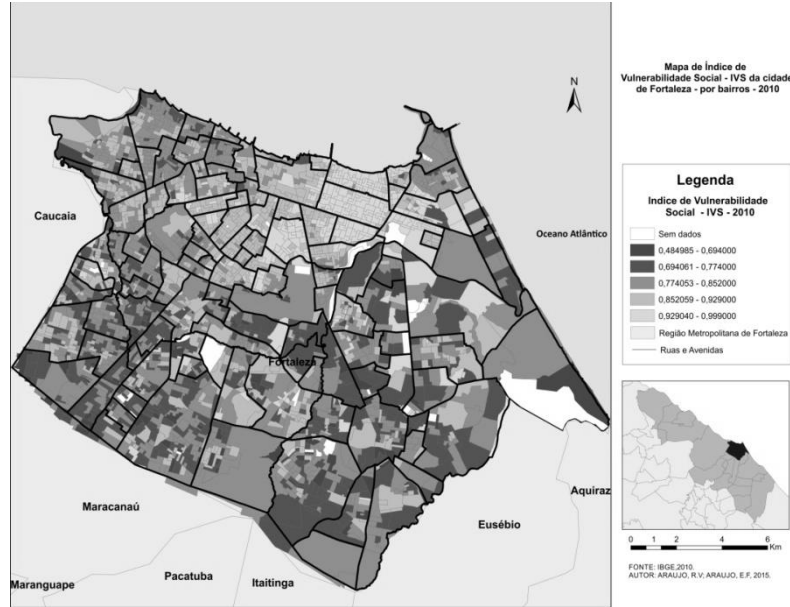 Mapa de Índice de
Vulnerabilidade Social - IVS da cidade
de Fortaleza - por bairros - 2010
N
Caucaia
Oceano Atlântico
Fortaleza
Maracanaú
Aquiraz
Eusébio
Pacatuba
Itaitinga
Maranguape
Legenda
Indice de Vulnerabilidade
Social - IVS - 2010
Sem dados
0,484985 - 0,694000
0,694061 - 0,774000
0,774053 - 0,852000
0,852059 - 0,929000
0,929040 - 0,999000
Região Metropolitana de Fortaleza
Ruas e Avenidas
0 1 2 4 6
Km
FONTE: IBGE,2010.
AUTOR: ARAUJO, R.V; ARAUJO, E.F, 2015.